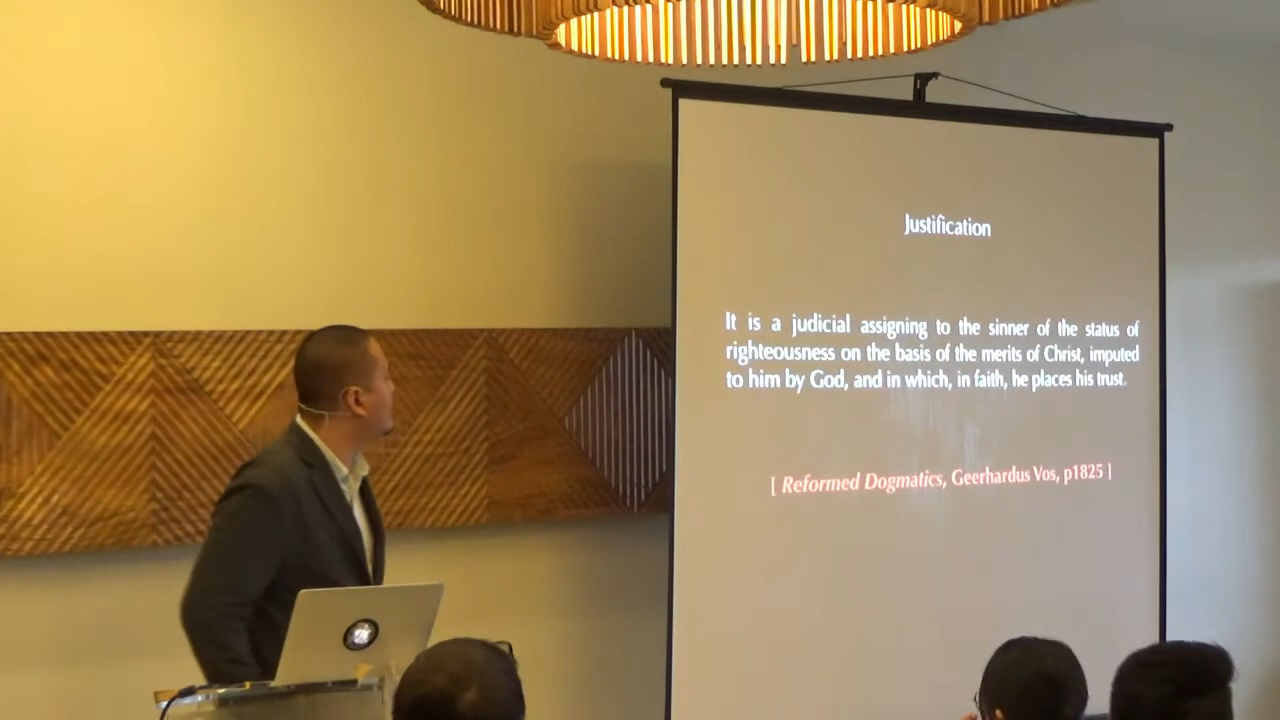 Justification
It is a judicial assigning to the sinner of the status of
righteousness on the basis of the merits of Christ, imputed
to him by God, and in which, in faith, he places his trust.
[ Reformed Dogmatics, Geerhardus Vos, p1825 ]